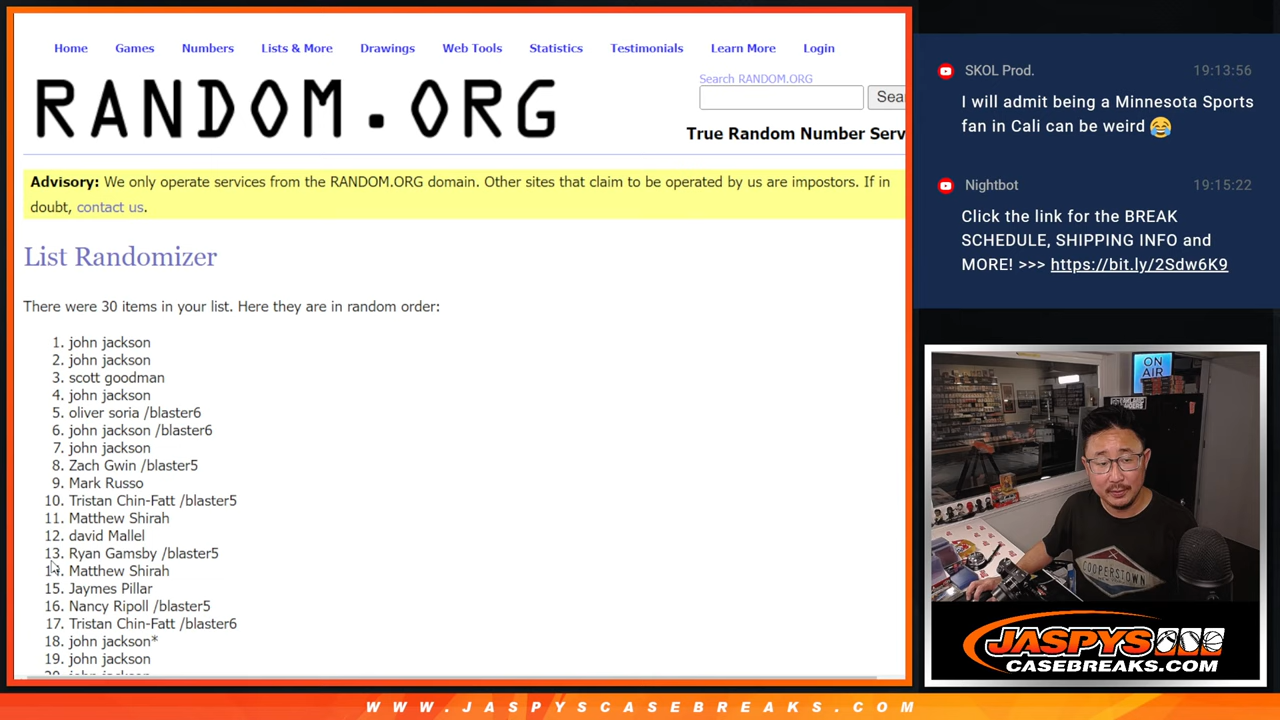 Home Games Numbers Lists & More Drawings Web Tools Statistics Testimonials Learn More Login
RANDOM.ORG
Search RANDOM.ORG
Sea
True Random Number Serv
Advisory: We only operate services from the RANDOM.ORG domain. Other sites that claim to be operated by us are impostors. If in
doubt, contact us.
List Randomizer
There were 30 items in your list. Here they are in random order:
1. john jackson
2. john jackson
3. scott goodman
4. john jackson
5. oliver soria /blaster6
6. john jackson /blaster6
7. john jackson
8. Zach Gwin /blaster5
9. Mark Russo
10. Tristan Chin-Fatt /blaster5
11. Matthew Shirah
12. david Mallel
13. Ryan Gamsby /blaster5
14. Matthew Shirah
15. Jaymes Pillar
16. Nancy Ripoll /blaster5
17. Tristan Chin-Fatt /blaster6
18. john jackson*
19. john jackson
SKOL Prod. 19:13:56
I will admit being a Minnesota Sports
fan in Cali can be weird 😂
Nightbot 19:15:22
Click the link for the BREAK
SCHEDULE, SHIPPING INFO and
MORE! >>> https://bit.ly/2Sdw6K9
ON
AIR
COOPERSTOWN
JASPYS
CASEBREAKS.COM
WWW.JASPYSCASEBREAKS.COM